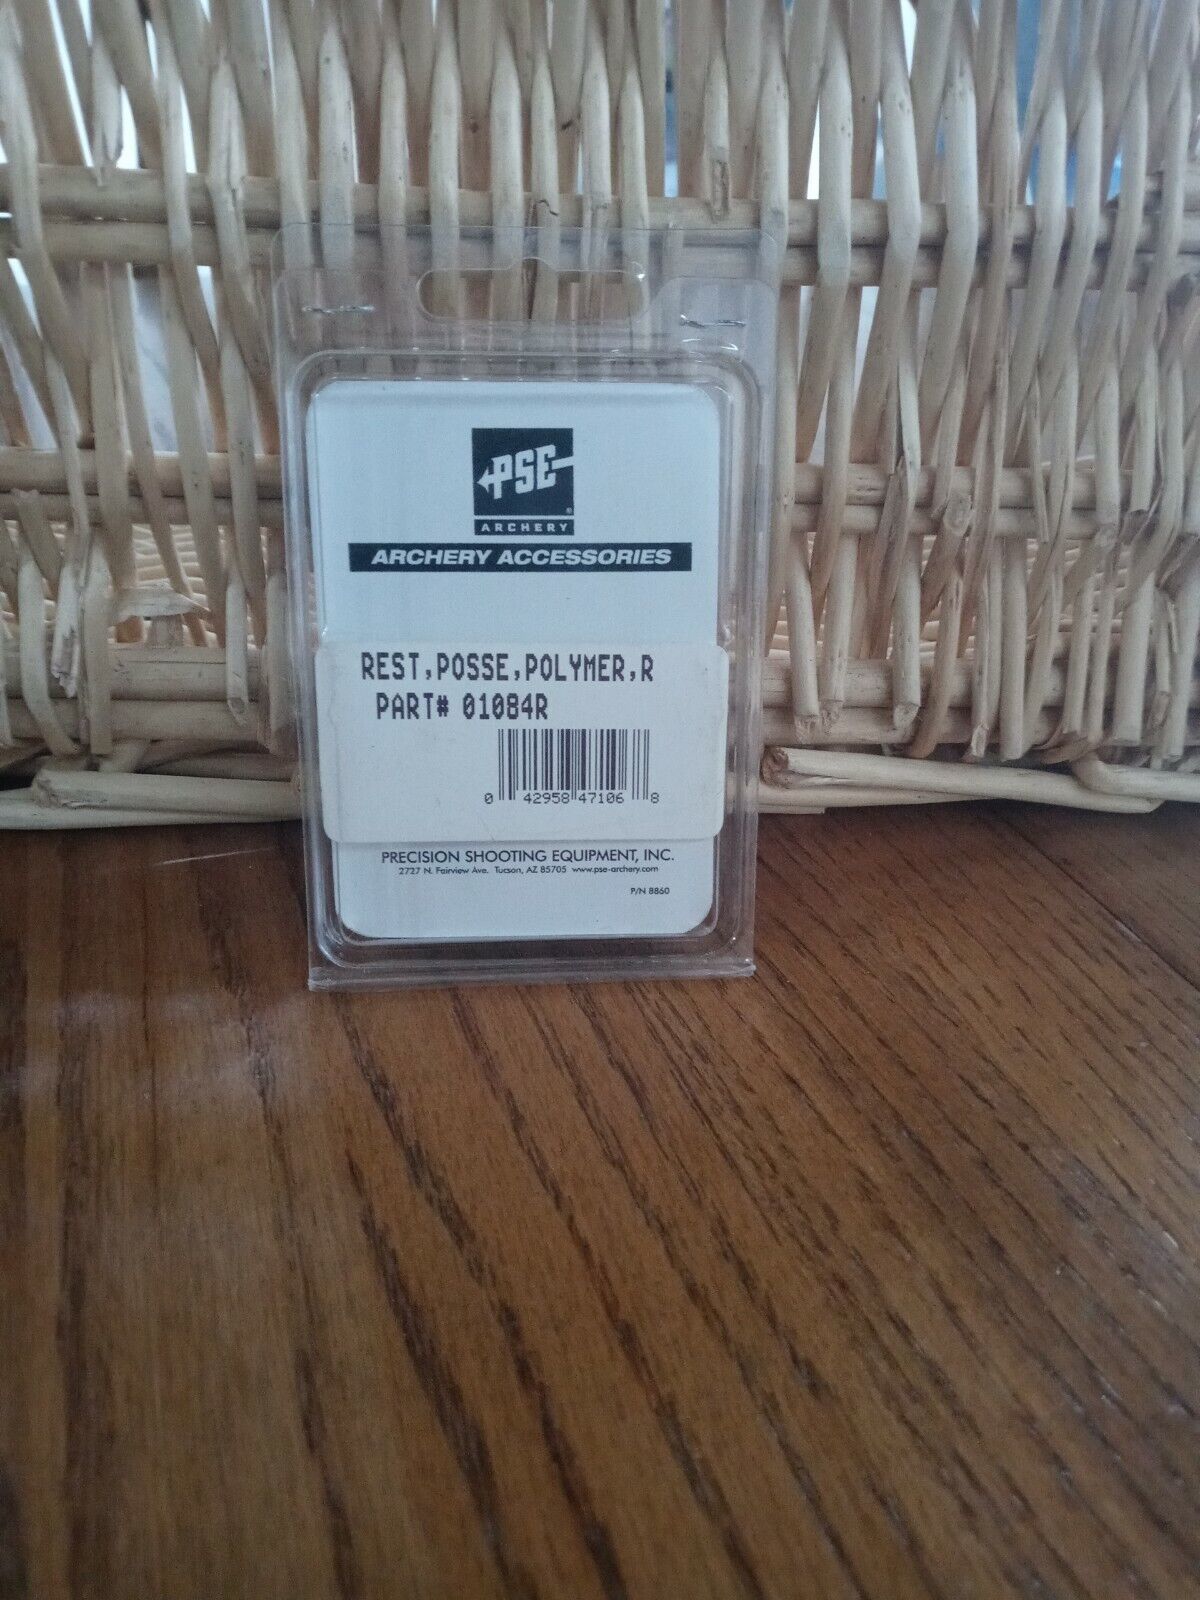 PSE
®
ARCHERY
ARCHERY ACCESSORIES
REST,POSSE,POLYMER,R
PART# 01084R
0 42958 47106 8
PRECISION SHOOTING EQUIPMENT, INC.
2727 N. Fairview Ave. Tucson, AZ 85705 www.pse-archery.com
P/N 8860